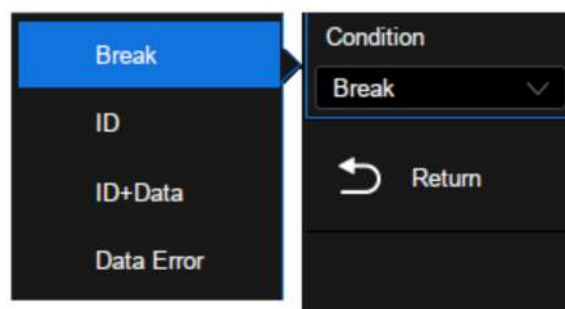 Break
ID
ID+Data
Data Error
Condition
Break
Return